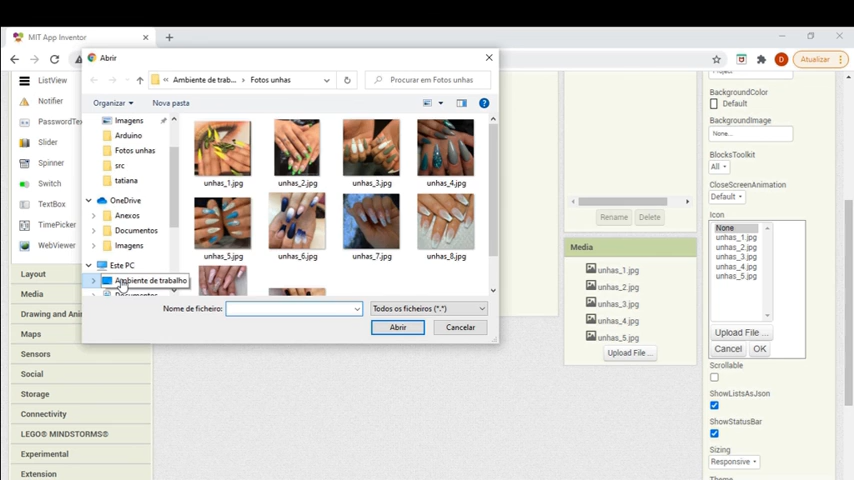 MIT App Inventor
D
Atualizar
Abrir
« Ambiente de trab... › Fotos unhas
Procurar em Fotos unhas
Organizar
Nova pasta
Imagens
Arduino
Fotos unhas
src
tatiana
OneDrive
Anexos
Documentos
Imagens
Este PC
Ambiente de trabalho
Documentos
unhas_1.jpg
unhas_2.jpg
unhas_3.jpg
unhas_4.jpg
unhas_5.jpg
unhas_6.jpg
unhas_7.jpg
unhas_8.jpg
Nome de ficheiro:
Todos os ficheiros (*.*)
Abrir
Cancelar
ListView
Notifier
PasswordTex
Slider
Spinner
Switch
TextBox
TimePicker
WebViewer
Layout
Media
Drawing and Ani
Maps
Sensors
Social
Storage
Connectivity
LEGO® MINDSTORMS®
Experimental
Extension
Rename
Delete
Media
unhas_1.jpg
unhas_2.jpg
unhas_3.jpg
unhas_4.jpg
unhas_5.jpg
Upload File ...
BackgroundColor
Default
BackgroundImage
None...
BlocksToolkit
All
CloseScreenAnimation
Default
Icon
None
unhas_1.jpg
unhas_2.jpg
unhas_3.jpg
unhas_4.jpg
unhas_5.jpg
Upload File ...
Cancel
OK
Scrollable
ShowListsAsJson
ShowStatusBar
Sizing
Responsive
Theme